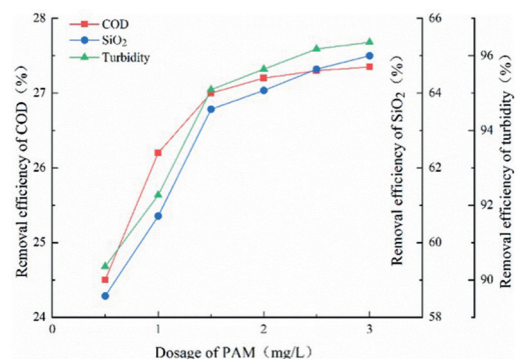 COD
SiO₂
Turbidity
Removal efficiency of COD（%）
28
27
26
25
24
0
1
2
3
Dosage of PAM（mg/L）
Removal efficiency of SiO₂（%）
66
64
62
60
58
Removal efficiency of turbidity（%）
96
94
92
90